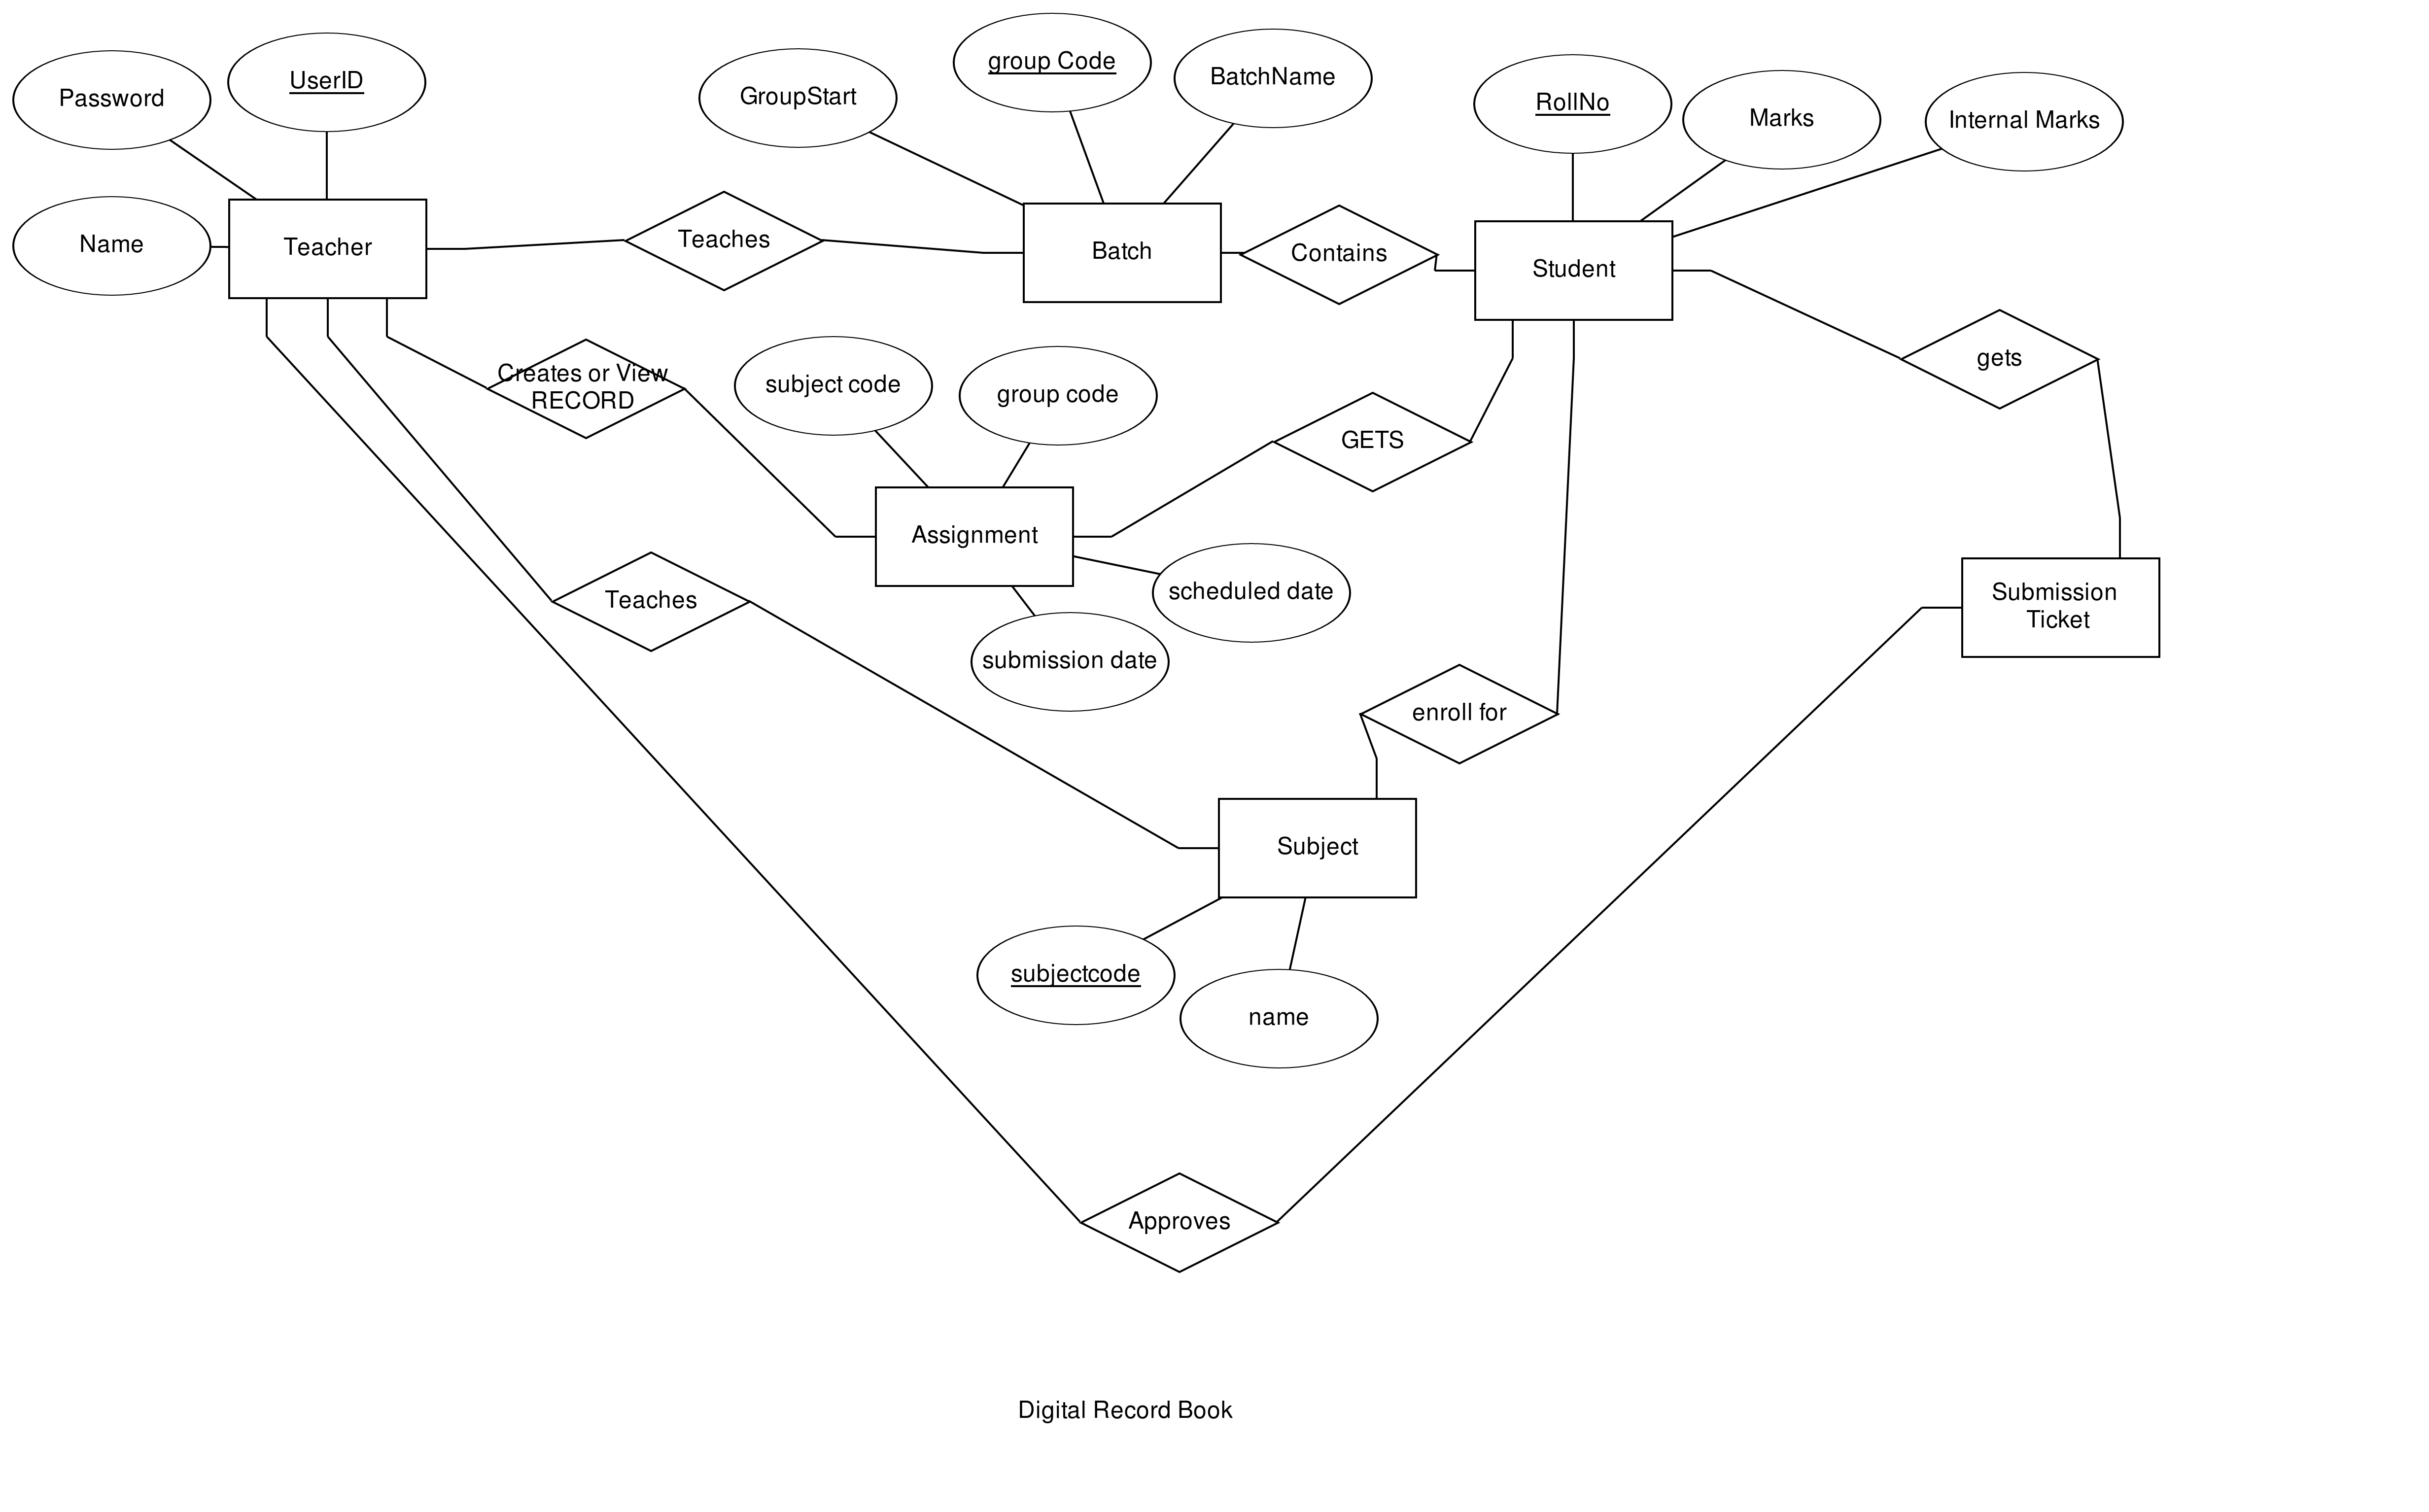 group Code
BatchName
UserID
GroupStart
Password
RollNo
Marks
Internal Marks
Name
Teacher
Teaches
Batch
Contains
Student
gets
Creates or View
RECORD
subject code
group code
GETS
Assignment
scheduled date
Submission
Ticket
Teaches
submission date
enroll for
Subject
subjectcode
name
Approves
Digital Record Book